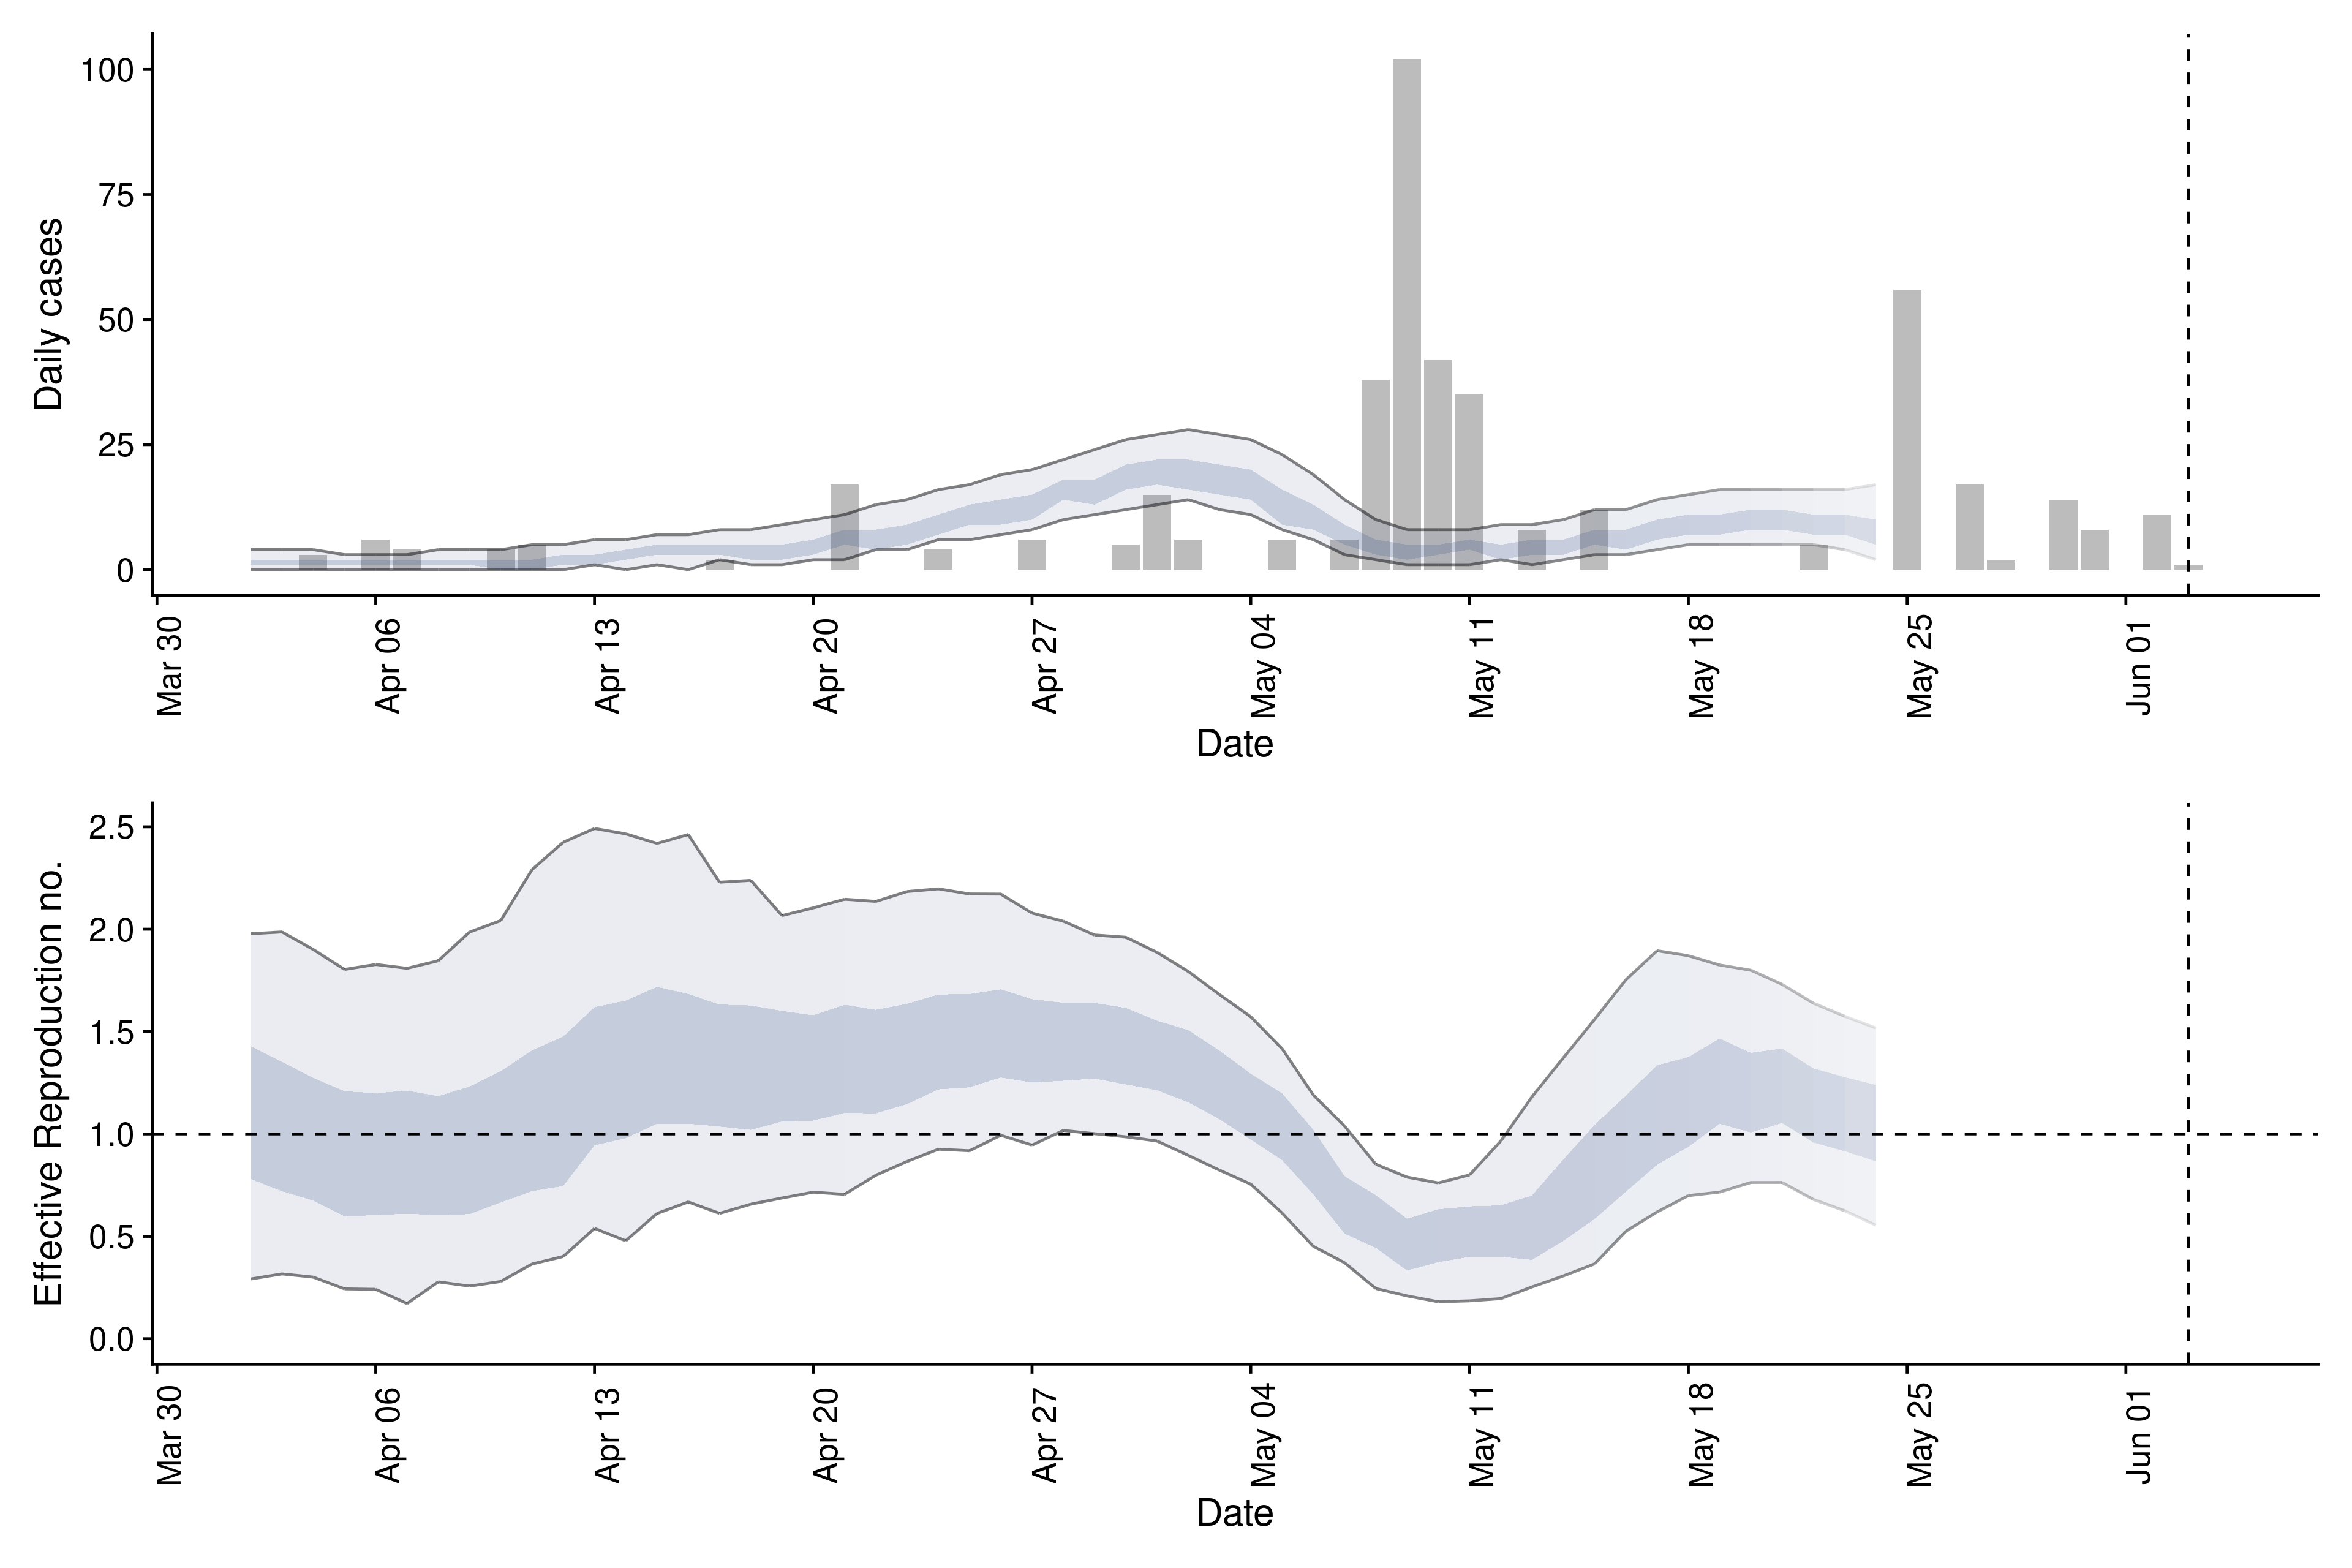 Daily cases
100
75
50
25
0
Mar 30
Apr 06
Apr 13
Apr 20
Apr 27
May 04
May 11
May 18
May 25
Jun 01
Date
Effective Reproduction no.
2.5
2.0
1.5
1.0
0.5
0.0
Mar 30
Apr 06
Apr 13
Apr 20
Apr 27
May 04
May 11
May 18
May 25
Jun 01
Date